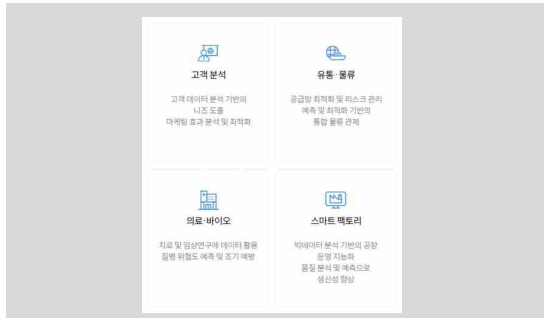 고객 분석
고객 데이터 분석 기반의
니즈 도출
마케팅 효과 분석 및 최적화
유통·물류
공급망 최적화 및 리스크 관리
예측 및 최적화 기반의
통합 물류 관제
의료·바이오
치료 및 임상연구에 데이터 활용
질병 위험도 예측 및 조기 예방
스마트 팩토리
빅데이터 분석 기반의 공장
운영 지능화
품질 분석 및 예측으로
생산성 향상